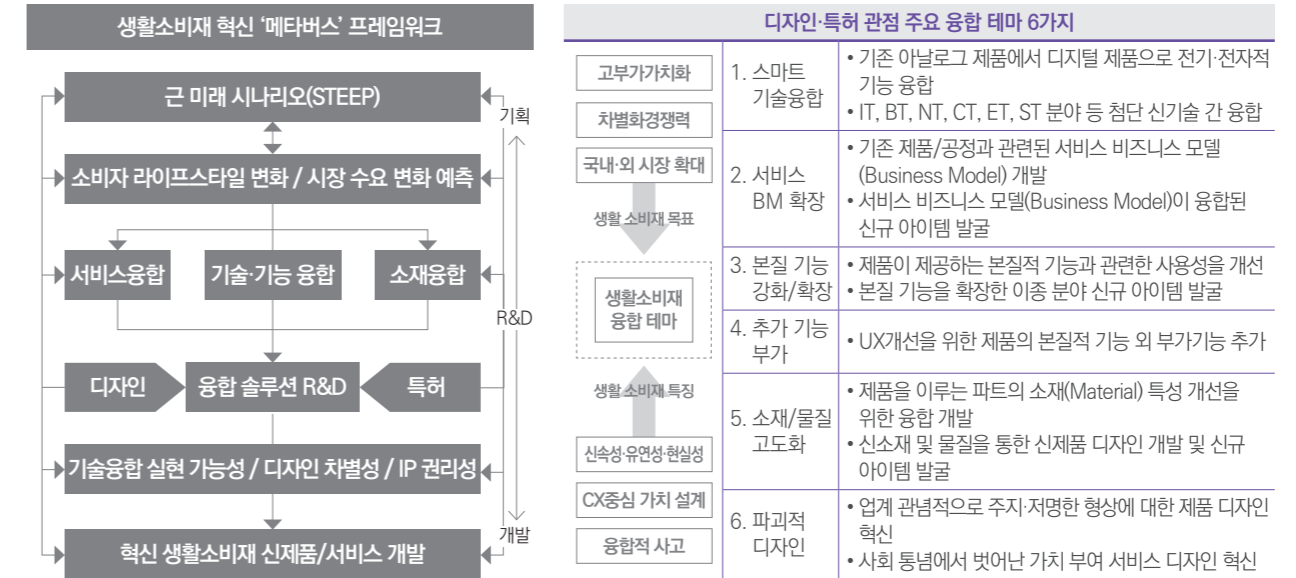 생활소비재 혁신 ‘메타버스’ 프레임워크
근 미래 시나리오(STEEP)
기획
소비자 라이프스타일 변화 / 시장 수요 변화 예측
서비스융합
기술·기능 융합
소재융합
R&D
디자인
융합 솔루션 R&D
특허
기술융합 실현 가능성 / 디자인 차별성 / IP 권리성
개발
혁신 생활소비재 신제품/서비스 개발
디자인·특허 관점 주요 융합 테마 6가지
고부가가치화
차별화경쟁력
국내·외 시장 확대
생활 소비재 목표
생활소비재
융합 테마
생활 소비재 특징
신속성·유연성·현실성
CX중심 가치 설계
융합적 사고
1. 스마트
기술융합
• 기존 아날로그 제품에서 디지털 제품으로 전기·전자적
기능 융합
• IT, BT, NT, CT, ET, ST 분야 등 첨단 신기술 간 융합
2. 서비스
BM 확장
• 기존 제품/공정과 관련된 서비스 비즈니스 모델
(Business Model) 개발
• 서비스 비즈니스 모델(Business Model)이 융합된
신규 아이템 발굴
3. 본질 기능
강화/확장
• 제품이 제공하는 본질적 기능과 관련한 사용성을 개선
• 본질 기능을 확장한 이종 분야 신규 아이템 발굴
4. 추가 기능
부가
• UX개선을 위한 제품의 본질적 기능 외 부가기능 추가
5. 소재/물질
고도화
• 제품을 이루는 파트의 소재(Material) 특성 개선을
위한 융합 개발
• 신소재 및 물질을 통한 신제품 디자인 개발 및 신규
아이템 발굴
6. 파괴적
디자인
• 업계 관념적으로 주지·저명한 형상에 대한 제품 디자인
혁신
• 사회 통념에서 벗어난 가치 부여 서비스 디자인 혁신